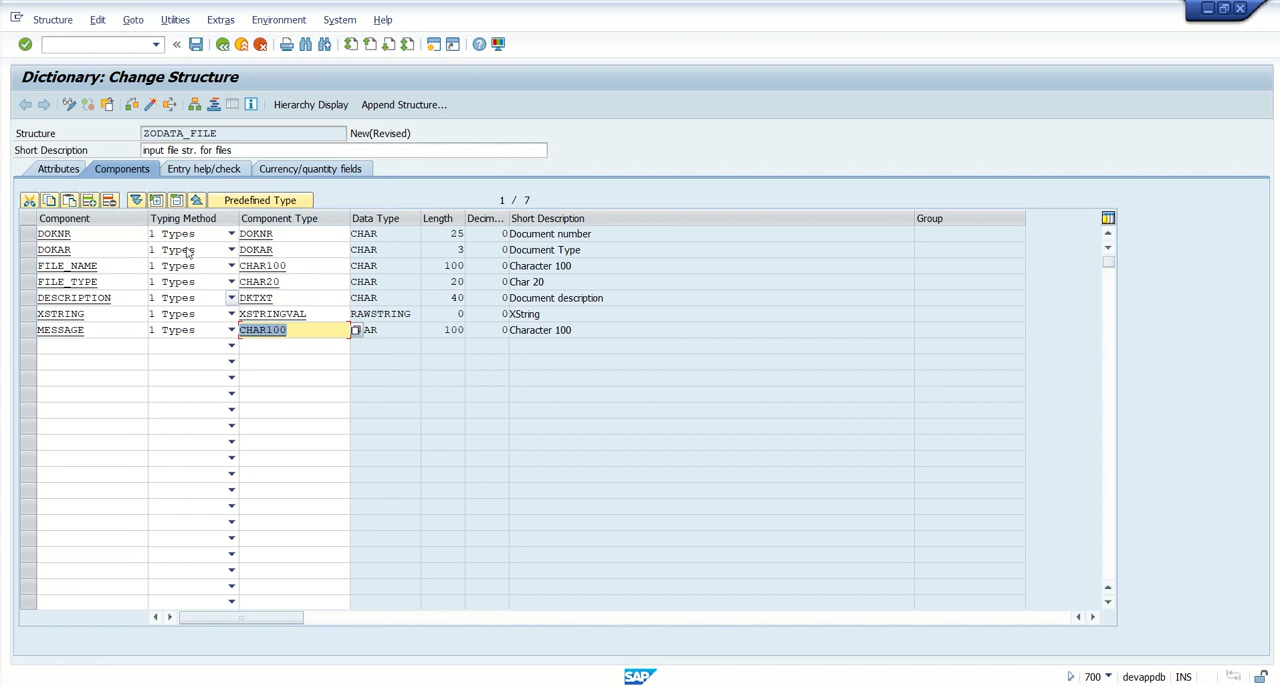 Structure Edit Goto Utilities Extras Environment System Help
Dictionary: Change Structure
Hierarchy Display Append Structure...
Structure ZODATA_FILE New(Revised)
Short Description input file str. for files
Attributes Components Entry help/check Currency/quantity fields
Predefined Type 1 / 7
Component Typing Method Component Type Data Type Length Decim... Short Description Group
DOKNR 1 Types DOKNR CHAR 25 0 Document number
DOKAR 1 Types DOKAR CHAR 3 0 Document Type
FILE_NAME 1 Types CHAR100 CHAR 100 0 Character 100
FILE_TYPE 1 Types CHAR20 CHAR 20 0 Char 20
DESCRIPTION 1 Types DKTXT CHAR 40 0 Document description
XSTRING 1 Types XSTRINGVAL RAWSTRING 0 0 XString
MESSAGE 1 Types CHAR100 AR 100 0 Character 100
SAP 700 devappdb INS